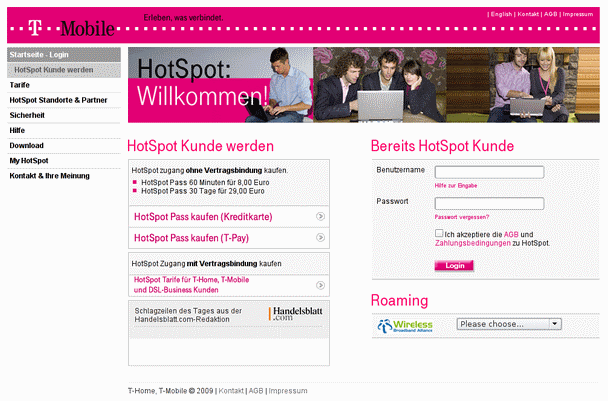 T Mobile
Erleben, was verbindet.
| English | Kontakt | AGB | Impressum
Startseite - Login
HotSpot Kunde werden
Tarife
HotSpot Standorte & Partner
Sicherheit
Hilfe
Download
My HotSpot
Kontakt & Ihre Meinung
HotSpot:
Willkommen!
HotSpot Kunde werden
HotSpot zugang ohne Vertragsbindung kaufen.
HotSpot Pass 60 Minuten für 8,00 Euro
HotSpot Pass 30 Tage für 29,00 Euro
HotSpot Pass kaufen (Kreditkarte)
HotSpot Pass kaufen (T-Pay)
HotSpot Zugang mit Vertragsbindung kaufen
HotSpot Tarife für T-Home, T-Mobile
und DSL-Business Kunden
Schlagzeilen des Tages aus der
Handelsblatt.com-Redaktion
Handelsblatt
.com
Bereits HotSpot Kunde
Benutzername
Hilfe zur Eingabe
Passwort
Passwort vergessen?
Ich akzeptiere die AGB und
Zahlungsbedingungen zu HotSpot.
Login
Roaming
Wireless
Broadband Alliance
Please choose...
T-Home, T-Mobile © 2009 | Kontakt | AGB | Impressum